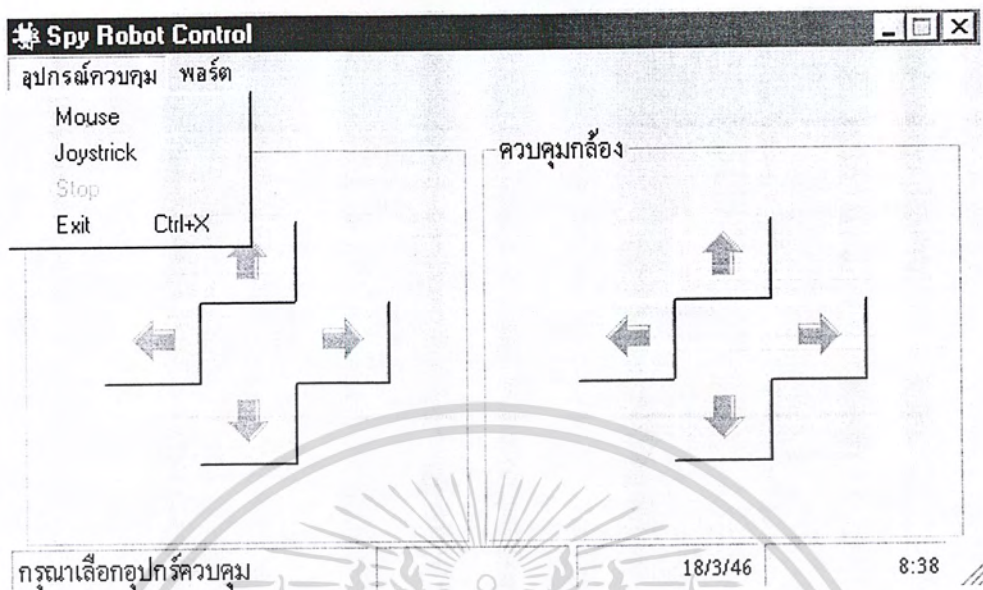 Spy Robot Control
อุปกรณ์ควบคุม พอร์ต
Mouse
Joystrick
Stop
Exit Ctrl+X
ควบคุมกล้อง
กรุณาเลือกอุปกร์ควบคุม 18/3/46 8:38